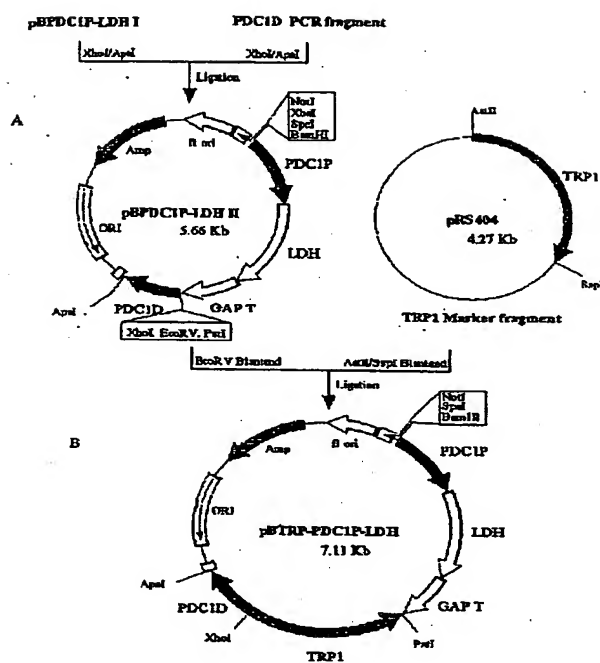 pBPDC1P-LDH I
PDC1D PCR fragment
XhoI/ApaI
XhoI/ApaI
Ligation
A
NotI
XbaI
SpeI
BamHI
AatII
Amp
f1 ori
PDC1P
TRP1
pBPDC1P-LDH II
5.66 Kb
pRS404
4.27 Kb
ORI
LDH
ApaI
PDC1D
GAP T
SspI
XhoI, EcoRV, PstI
TRP1 Marker fragment
EcoRV Bluntend
AatII/SspI Bluntend
Ligation
B
NotI
SpeI
BamHI
Amp
f1 ori
PDC1P
ORI
pBTRP-PDC1P-LDH
7.11 Kb
LDH
ApaI
PDC1D
GAP T
XhoI
PstI
TRP1